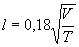 l = 0,18√(V/T)